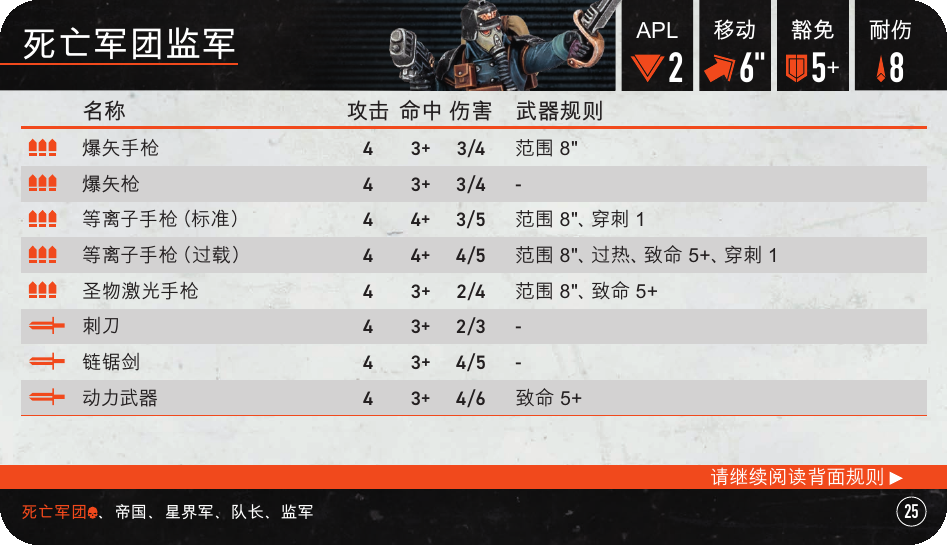 死亡军团监军
APL 移动 豁免 耐伤
2 6" 5+ 8
名称 攻击 命中 伤害 武器规则
爆矢手枪 4 3+ 3/4 范围 8"
爆矢枪 4 3+ 3/4 -
等离子手枪（标准） 4 4+ 3/5 范围 8"、穿刺 1
等离子手枪（过载） 4 4+ 4/5 范围 8"、过热、致命 5+、穿刺 1
圣物激光手枪 4 3+ 2/4 范围 8"、致命 5+
刺刀 4 3+ 2/3 -
链锯剑 4 3+ 4/5 -
动力武器 4 3+ 4/6 致命 5+
请继续阅读背面规则 ▶
死亡军团、帝国、星界军、队长、监军
25